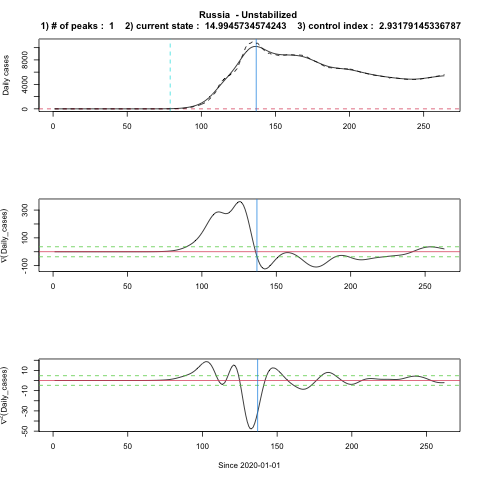 Russia - Unstabilized
1) # of peaks : 1 2) current state : 14.9945734574243 3) control index : 2.93179145336787
Daily cases
8000
4000
0
0 50 100 150 200 250
∇(Daily_cases)
300
100
-100
0 50 100 150 200 250
∇²(Daily_cases)
10
-10
-30
-50
0 50 100 150 200 250
Since 2020-01-01